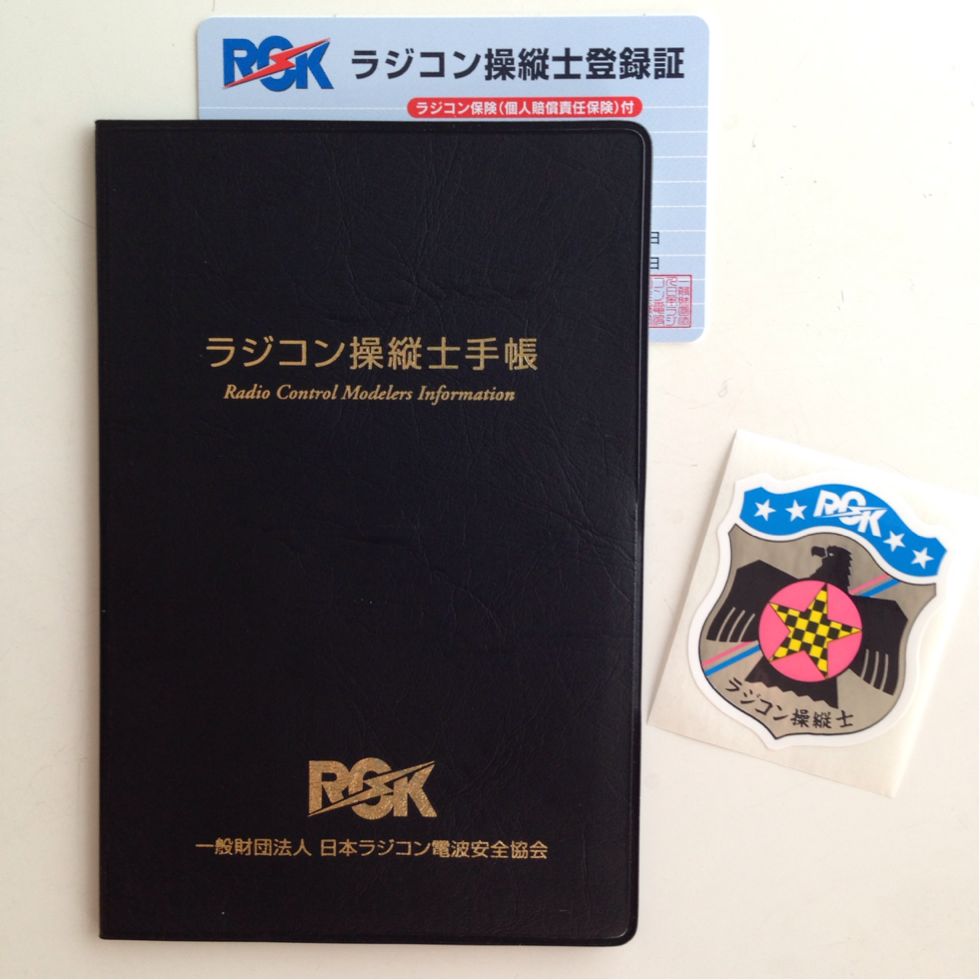 RCK ラジコン操縦士登録証
ラジコン保険(個人賠償責任保険)付
日
日
ラジコン操縦士手帳
Radio Control Modelers Information
RCK
一般財団法人 日本ラジコン電波安全協会
RCK
ラジコン操縦士